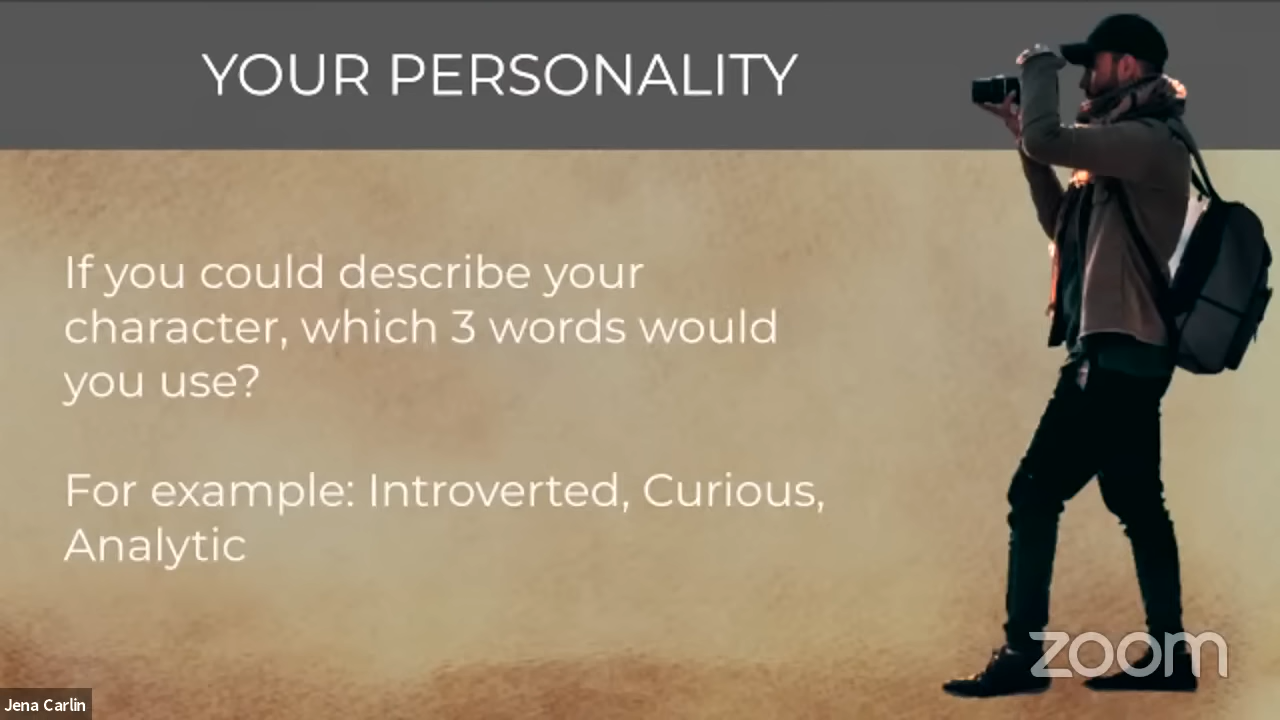 YOUR PERSONALITY
If you could describe your
character, which 3 words would
you use?
For example: Introverted, Curious,
Analytic
zoom
Jena Carlin